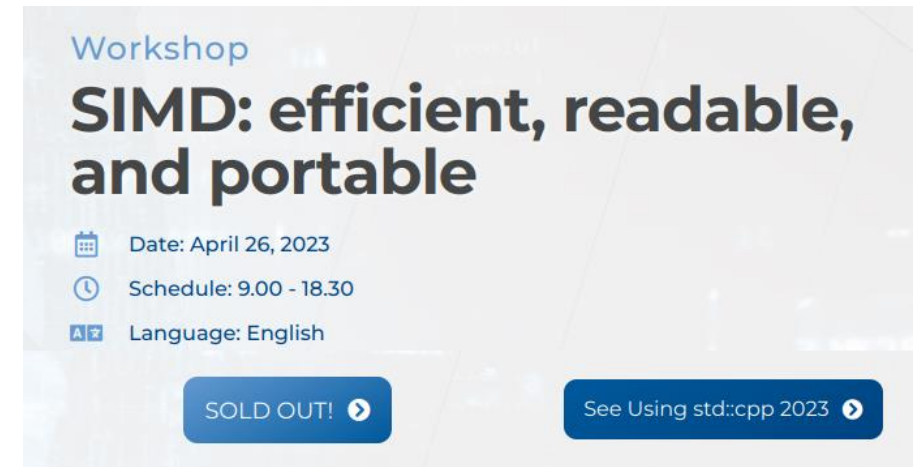 Workshop
SIMD: efficient, readable,
and portable
Date: April 26, 2023
Schedule: 9.00 - 18.30
Language: English
SOLD OUT!
See Using std::cpp 2023